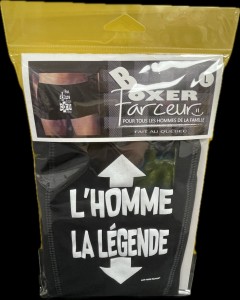 BOXER
L
Farceur
POUR TOUS LES HOMMES DE LA FAMILLE
FAIT AU QUÉBEC
L'HOMME
LA LÉGENDE